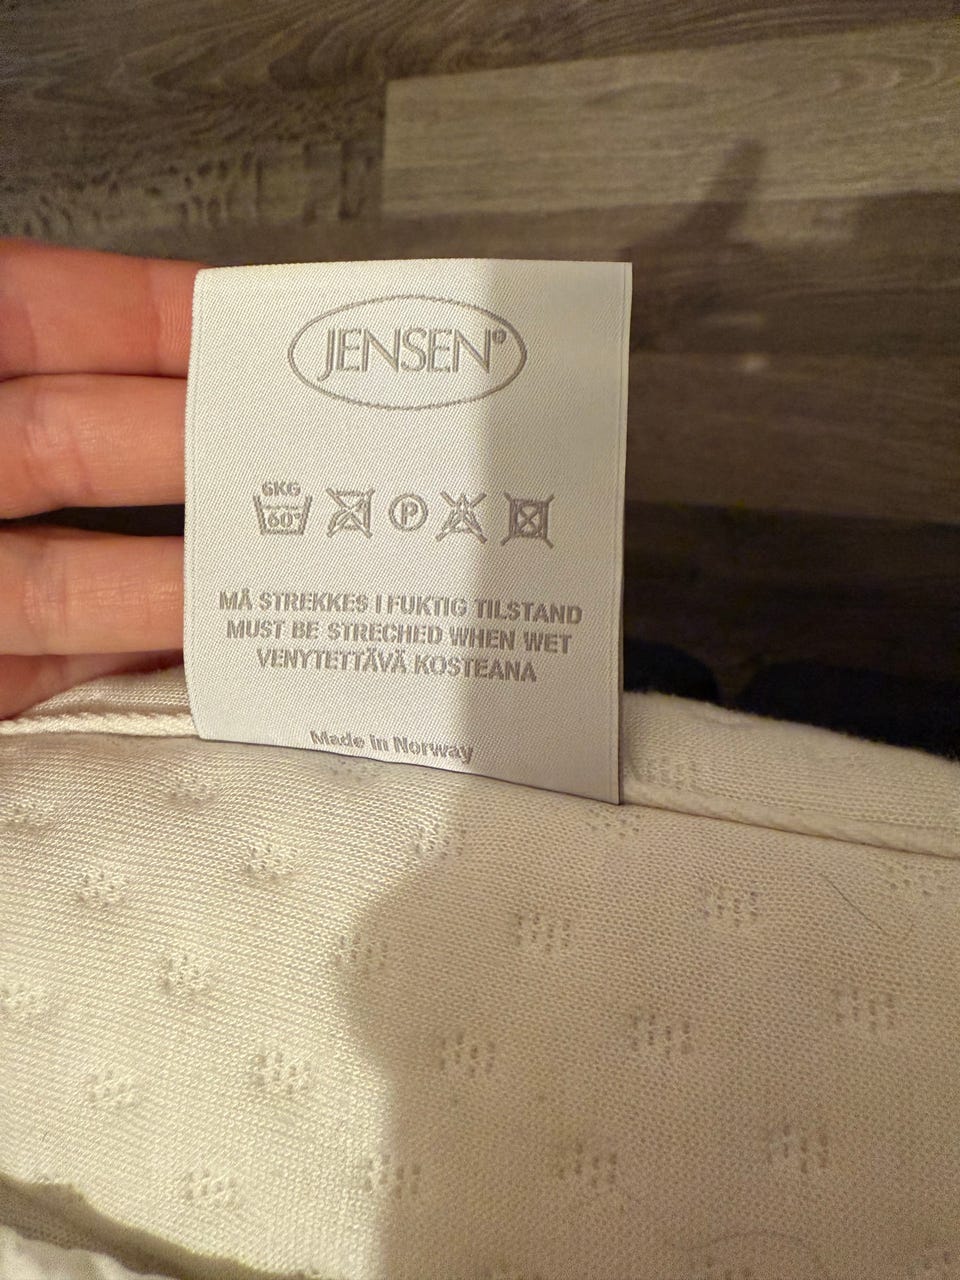 JENSEN®
6KG
60°
P
MÅ STREKKES I FUKTIG TILSTAND
MUST BE STRECHED WHEN WET
VENYTETTÄVÄ KOSTEANA
Made in Norway